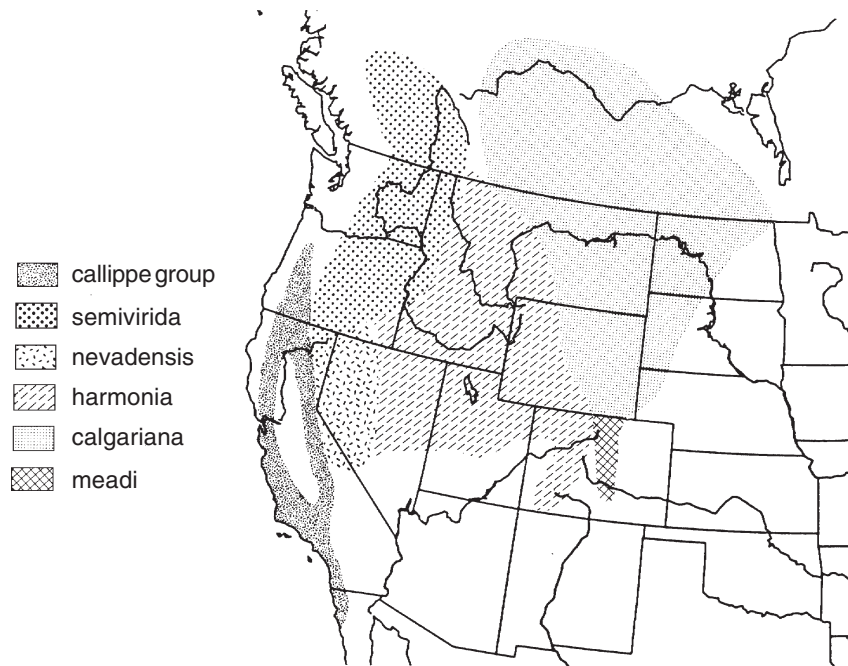 callippe group
semivirida
nevadensis
harmonia
calgariana
meadi